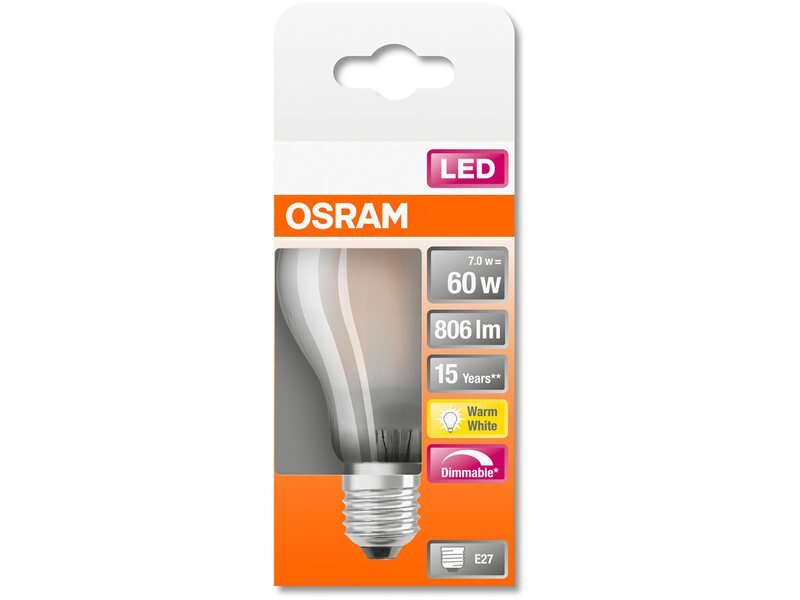 LED
OSRAM
7.0 w =
60 w
806 lm
15 Years**
Warm
White
Dimmable*
E27